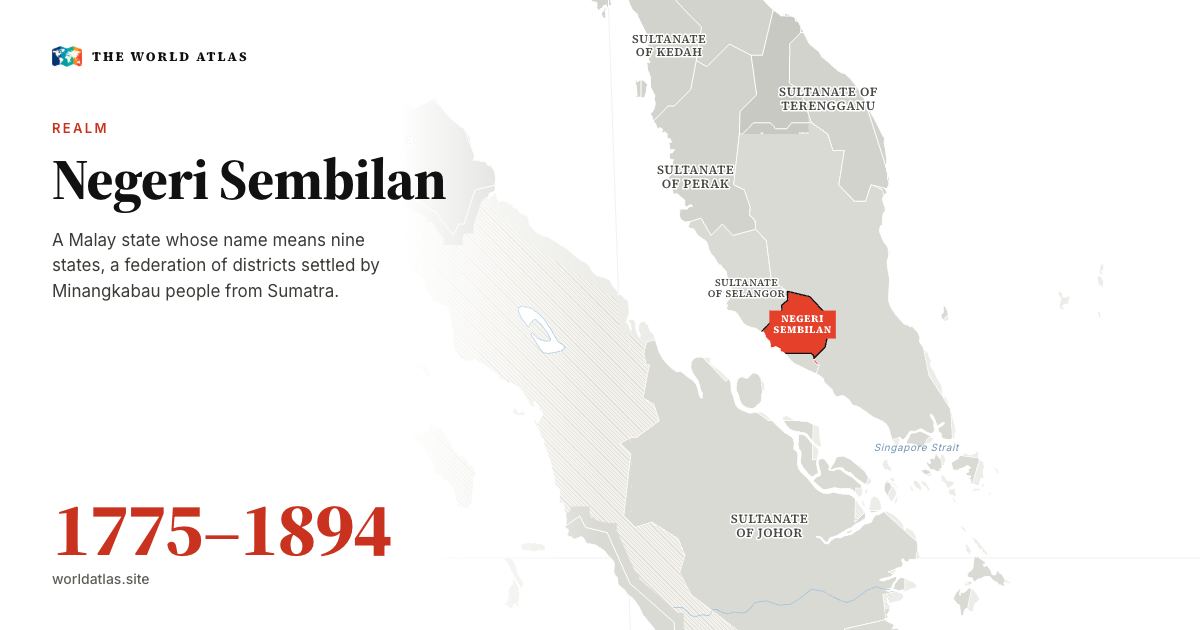 THE WORLD ATLAS
REALM
Negeri Sembilan
A Malay state whose name means nine
states, a federation of districts settled by
Minangkabau people from Sumatra.
1775–1894
worldatlas.site
SULTANATE
OF KEDAH
SULTANATE OF
TERENGGANU
SULTANATE
OF PERAK
SULTANATE
OF SELANGOR
NEGERI
SEMBILAN
Singapore Strait
SULTANATE
OF JOHOR